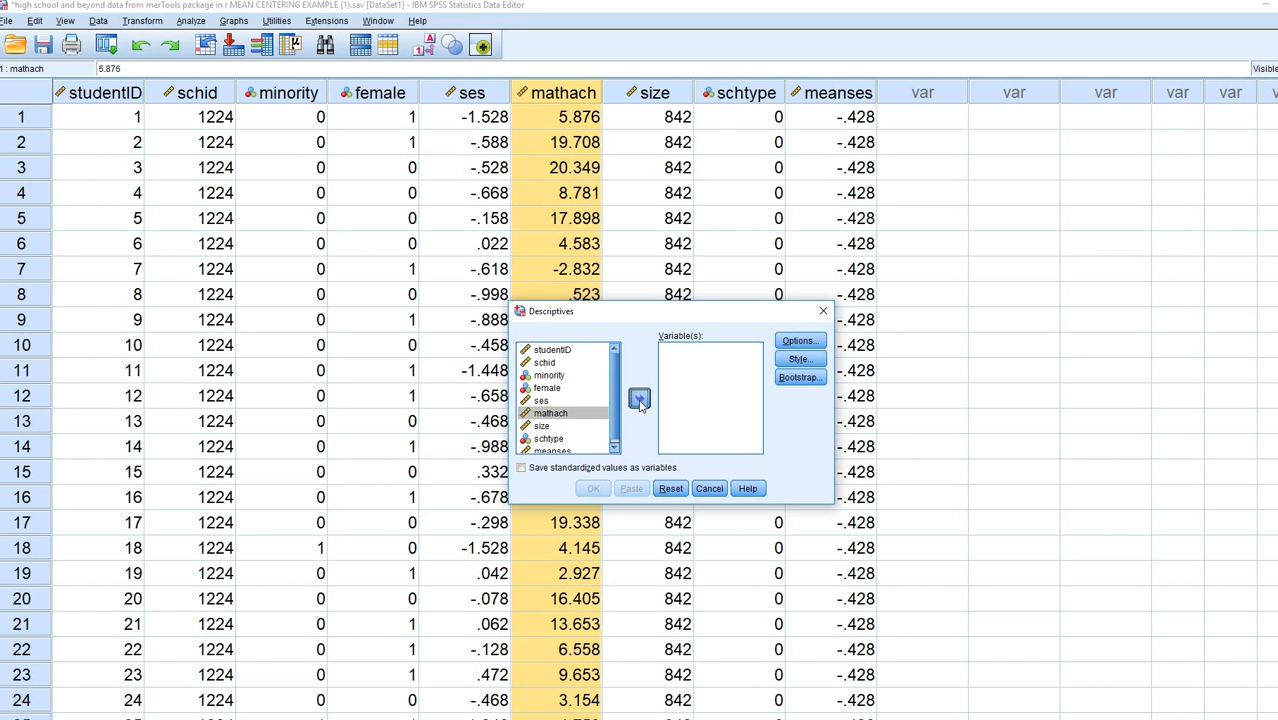 *high school and beyond data from merTools package in r MEAN CENTERING EXAMPLE (1).sav [DataSet1] - IBM SPSS Statistics Data Editor
File Edit View Data Transform Analyze Graphs Utilities Extensions Window Help
1 : mathach 5.876 Visible
studentID schid minority female ses mathach size schtype meanses var var var var var
1 1 1224 0 1 -1.528 5.876 842 0 -.428
2 2 1224 0 1 -.588 19.708 842 0 -.428
3 3 1224 0 0 -.528 20.349 842 0 -.428
4 4 1224 0 0 -.668 8.781 842 0 -.428
5 5 1224 0 0 -.158 17.898 842 0 -.428
6 6 1224 0 0 .022 4.583 842 0 -.428
7 7 1224 0 1 -.618 -2.832 842 0 -.428
8 8 1224 0 0 -.998 .523 842 0 -.428
9 9 1224 0 1 -.888 -.428
10 10 1224 0 0 -.458 -.428
11 11 1224 0 1 -1.448 -.428
12 12 1224 0 1 -.658 -.428
13 13 1224 0 0 -.468 -.428
14 14 1224 0 1 -.988 -.428
15 15 1224 0 0 .332 -.428
16 16 1224 0 1 -.678 -.428
17 17 1224 0 0 -.298 19.338 842 0 -.428
18 18 1224 1 0 -1.528 4.145 842 0 -.428
19 19 1224 0 1 .042 2.927 842 0 -.428
20 20 1224 0 0 -.078 16.405 842 0 -.428
21 21 1224 0 1 .062 13.653 842 0 -.428
22 22 1224 0 1 -.128 6.558 842 0 -.428
23 23 1224 0 1 .472 9.653 842 0 -.428
24 24 1224 0 0 -.468 3.154 842 0 -.428
Descriptives
Variable(s):
studentID
schid
minority
female
ses
mathach
size
schtype
meanses
Options...
Style...
Bootstrap...
Save standardized values as variables
OK Paste Reset Cancel Help